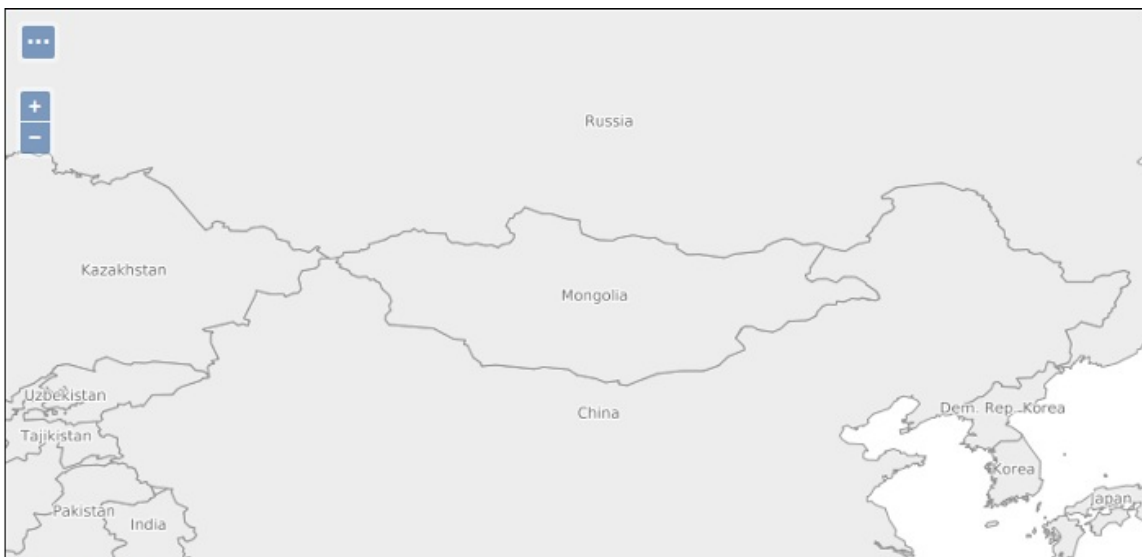 ...
+
−
Russia
Kazakhstan
Mongolia
Uzbekistan
China
Dem. Rep. Korea
Tajikistan
Korea
Japan
Pakistan
India